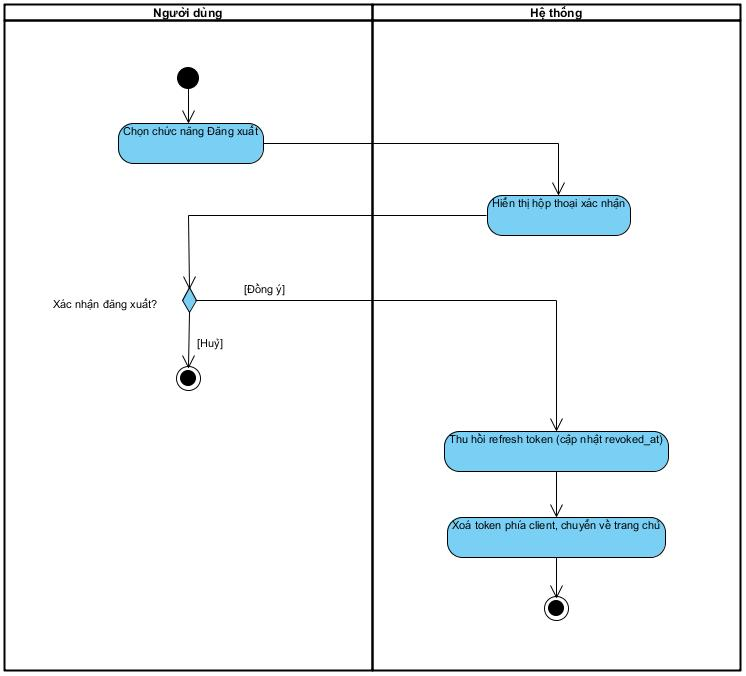 Người dùng
Hệ thống
Chọn chức năng Đăng xuất
Hiển thị hộp thoại xác nhận
[Đồng ý]
Xác nhận đăng xuất?
[Huỷ]
Thu hồi refresh token (cập nhật revoked_at)
Xoá token phía client, chuyển về trang chủ